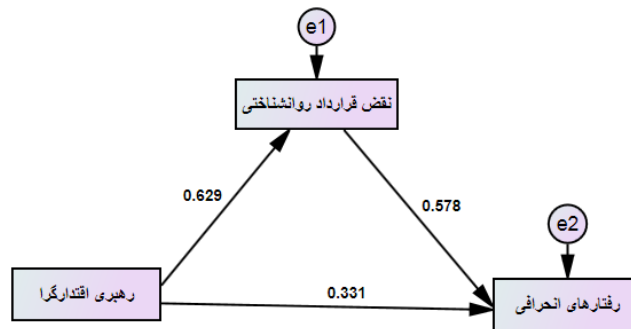 e1
نقض قرارداد روانشناختی
0.629
0.578
e2
رهبری اقتدارگرا
0.331
رفتارهای انحرافی